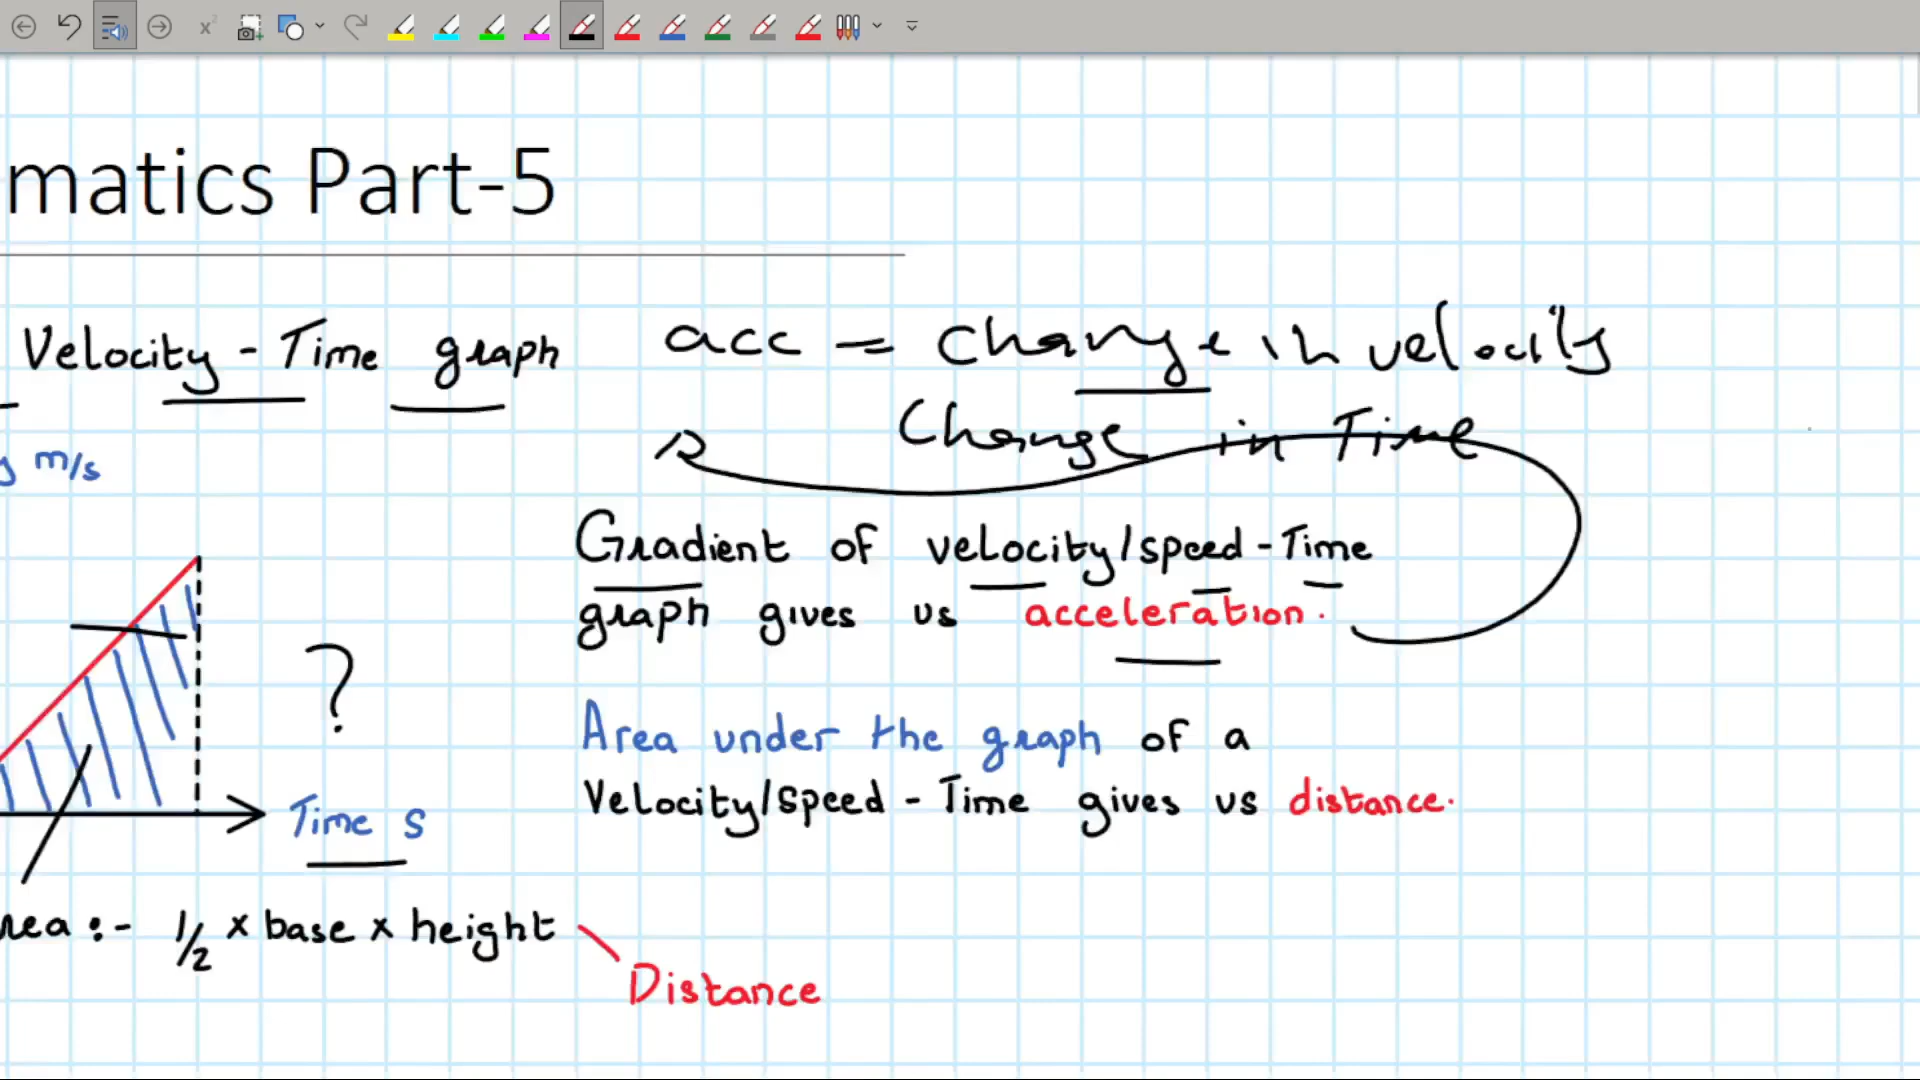 matics Part-5
Velocity - Time graph
acc = change in velocity
Change in Time
m/s
Gradient of velocity/speed - Time
graph gives us acceleration.
?
Area under the graph of a
Velocity/speed - Time gives us distance.
Time s
rea :- 1/2 x base x height
Distance